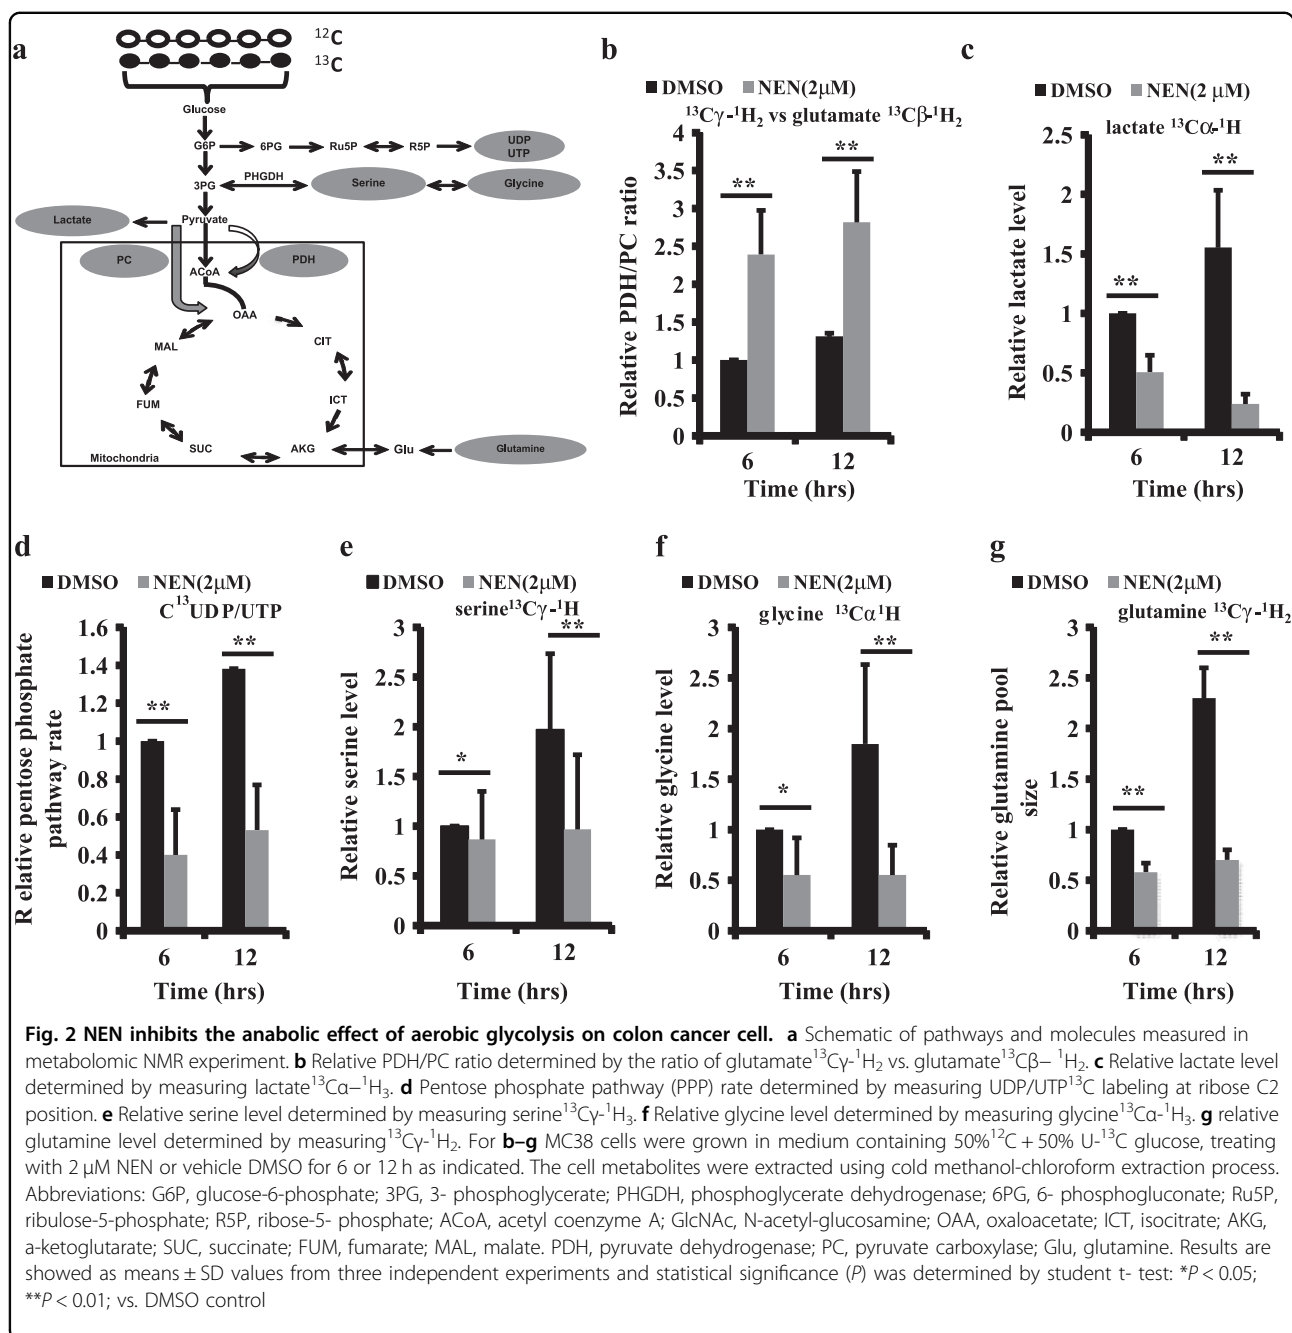 a
¹²C
¹³C
Glucose
G6P
6PG
Ru5P
R5P
UDP
UTP
3PG
PHGDH
Serine
Glycine
Lactate
Pyruvate
PC
PDH
ACoA
OAA
CIT
MAL
ICT
FUM
SUC
AKG
Glu
Glutamine
Mitochondria
b
DMSO NEN(2μM)
¹³Cγ-¹H₂ vs glutamate ¹³Cβ-¹H₂
Relative PDH/PC ratio
4
3.5
3
2.5
2
1.5
1
0.5
0
**
**
6 12
Time (hrs)
c
DMSO NEN(2 μM)
lactate ¹³Cα-¹H
Relative lactate level
2.5
2
1.5
1
0.5
0
**
**
6 12
Time (hrs)
d
DMSO NEN(2μM)
C¹³UDP/UTP
R relative pentose phosphate
pathway rate
1.6
1.4
1.2
1
0.8
0.6
0.4
0.2
0
**
**
6 12
Time (hrs)
e
DMSO NEN(2μM)
serine¹³Cγ-¹H
Relative serine level
3
2.5
2
1.5
1
0.5
0
*
**
6 12
Time (hrs)
f
DMSO NEN(2μM)
glycine ¹³Cα¹H
Relative glycine level
3
2.5
2
1.5
1
0.5
0
*
**
6 12
Time (hrs)
g
DMSO NEN(2μM)
glutamine ¹³Cγ-¹H₂
Relative glutamine pool
size
3
2.5
2
1.5
1
0.5
0
**
**
6 12
Time (hrs)
Fig. 2 NEN inhibits the anabolic effect of aerobic glycolysis on colon cancer cell. a Schematic of pathways and molecules measured in
metabolomic NMR experiment. b Relative PDH/PC ratio determined by the ratio of glutamate¹³Cγ-¹H₂ vs. glutamate¹³Cβ– ¹H₂. c Relative lactate level
determined by measuring lactate¹³Cα–¹H₃. d Pentose phosphate pathway (PPP) rate determined by measuring UDP/UTP¹³C labeling at ribose C2
position. e Relative serine level determined by measuring serine¹³Cγ-¹H₃. f Relative glycine level determined by measuring glycine¹³Cα-¹H₃. g relative
glutamine level determined by measuring¹³Cγ-¹H₂. For b–g MC38 cells were grown in medium containing 50%¹²C + 50% U-¹³C glucose, treating
with 2 μM NEN or vehicle DMSO for 6 or 12 h as indicated. The cell metabolites were extracted using cold methanol-chloroform extraction process.
Abbreviations: G6P, glucose-6-phosphate; 3PG, 3- phosphoglycerate; PHGDH, phosphoglycerate dehydrogenase; 6PG, 6- phosphogluconate; Ru5P,
ribulose-5-phosphate; R5P, ribose-5- phosphate; ACoA, acetyl coenzyme A; GlcNAc, N-acetyl-glucosamine; OAA, oxaloacetate; ICT, isocitrate; AKG,
a-ketoglutarate; SUC, succinate; FUM, fumarate; MAL, malate. PDH, pyruvate dehydrogenase; PC, pyruvate carboxylase; Glu, glutamine. Results are
showed as means ± SD values from three independent experiments and statistical significance (P) was determined by student t- test: *P < 0.05;
**P < 0.01; vs. DMSO control